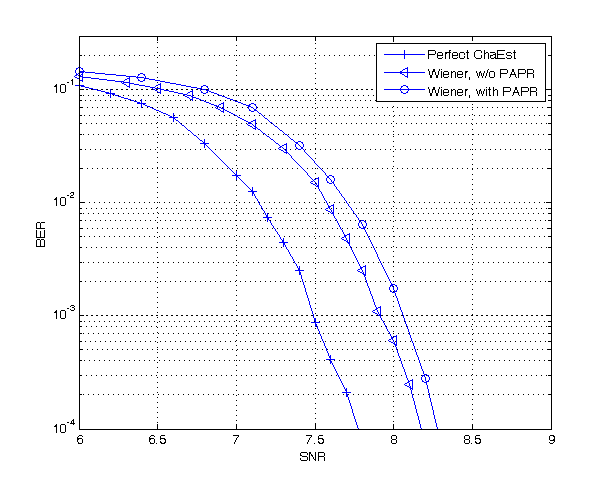 Perfect ChaEst
Wiener, w/o PAPR
Wiener, with PAPR
10-1
10-2
10-3
10-4
BER
6
6.5
7
7.5
8
8.5
9
SNR